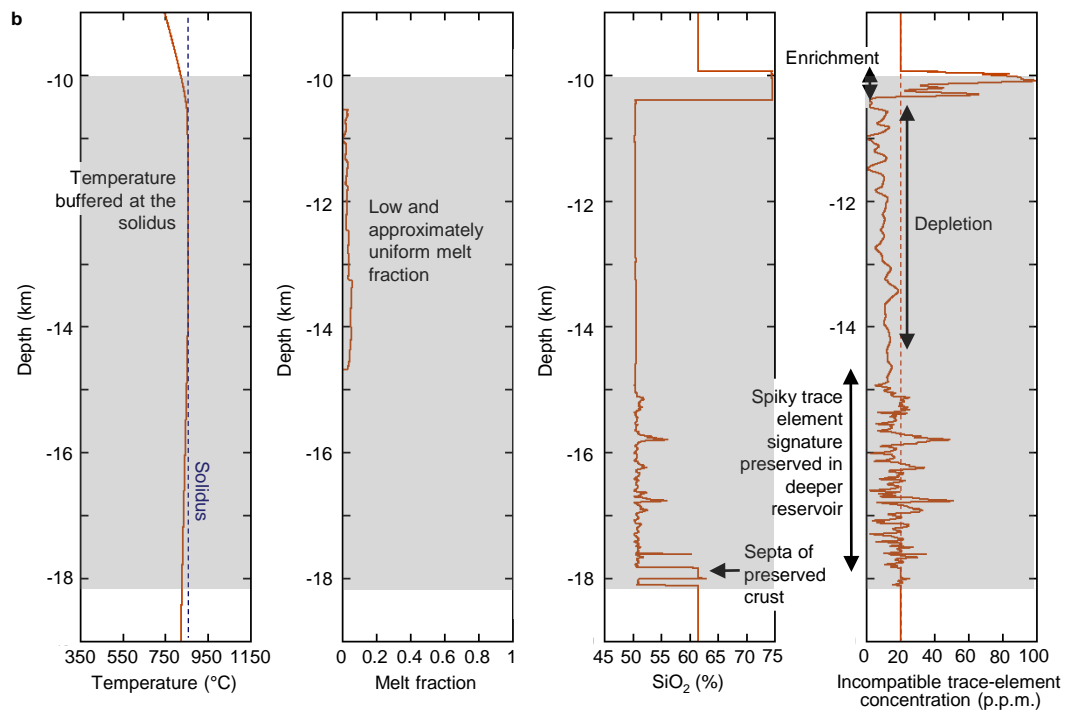 b
Depth (km)
-10
-12
-14
-16
-18
Temperature
buffered at the
solidus
Solidus
350 550 750 950 1150
Temperature (°C)
Depth (km)
-10
-12
-14
-16
-18
Low and
approximately
uniform melt
fraction
0 0.2 0.4 0.6 0.8 1
Melt fraction
Depth (km)
-10
-12
-14
-16
-18
Septa of
preserved
crust
45 50 55 60 65 70 75
SiO₂ (%)
-10
-12
-14
-16
-18
Enrichment
Depletion
Spiky trace
element
signature
preserved in
deeper
reservoir
0 20 40 60 80 100
Incompatible trace-element
concentration (p.p.m.)